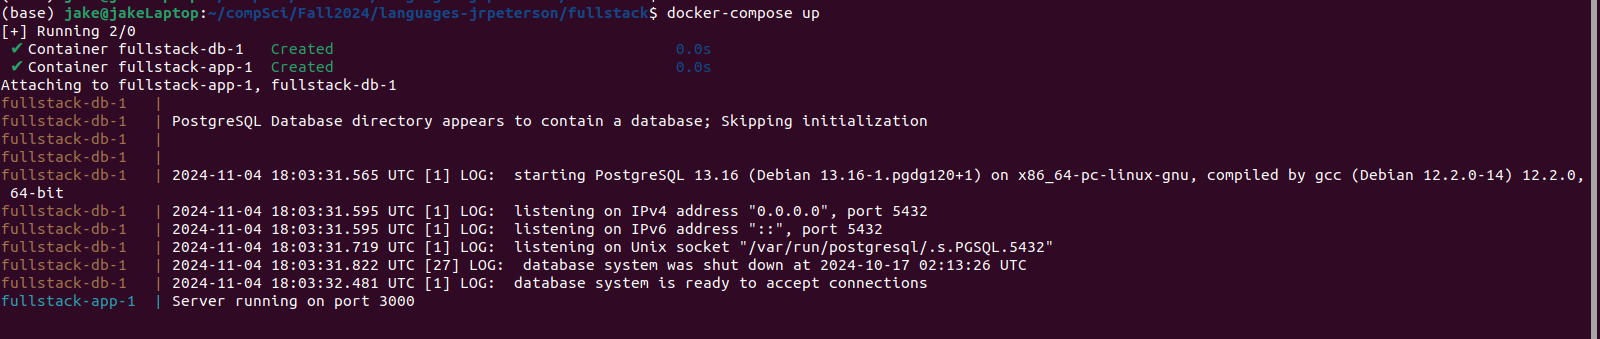 (base) jake@jakeLaptop:~/compSci/Fall2024/languages-jrpeterson/fullstack$ docker-compose up
[+] Running 2/0
 ✔ Container fullstack-db-1   Created                                      0.0s
 ✔ Container fullstack-app-1  Created                                      0.0s
Attaching to fullstack-app-1, fullstack-db-1
fullstack-db-1   |
fullstack-db-1   | PostgreSQL Database directory appears to contain a database; Skipping initialization
fullstack-db-1   |
fullstack-db-1   |
fullstack-db-1   | 2024-11-04 18:03:31.565 UTC [1] LOG:  starting PostgreSQL 13.16 (Debian 13.16-1.pgdg120+1) on x86_64-pc-linux-gnu, compiled by gcc (Debian 12.2.0-14) 12.2.0,
 64-bit
fullstack-db-1   | 2024-11-04 18:03:31.595 UTC [1] LOG:  listening on IPv4 address "0.0.0.0", port 5432
fullstack-db-1   | 2024-11-04 18:03:31.595 UTC [1] LOG:  listening on IPv6 address "::", port 5432
fullstack-db-1   | 2024-11-04 18:03:31.719 UTC [1] LOG:  listening on Unix socket "/var/run/postgresql/.s.PGSQL.5432"
fullstack-db-1   | 2024-11-04 18:03:31.822 UTC [27] LOG:  database system was shut down at 2024-10-17 02:13:26 UTC
fullstack-db-1   | 2024-11-04 18:03:32.481 UTC [1] LOG:  database system is ready to accept connections
fullstack-app-1  | Server running on port 3000